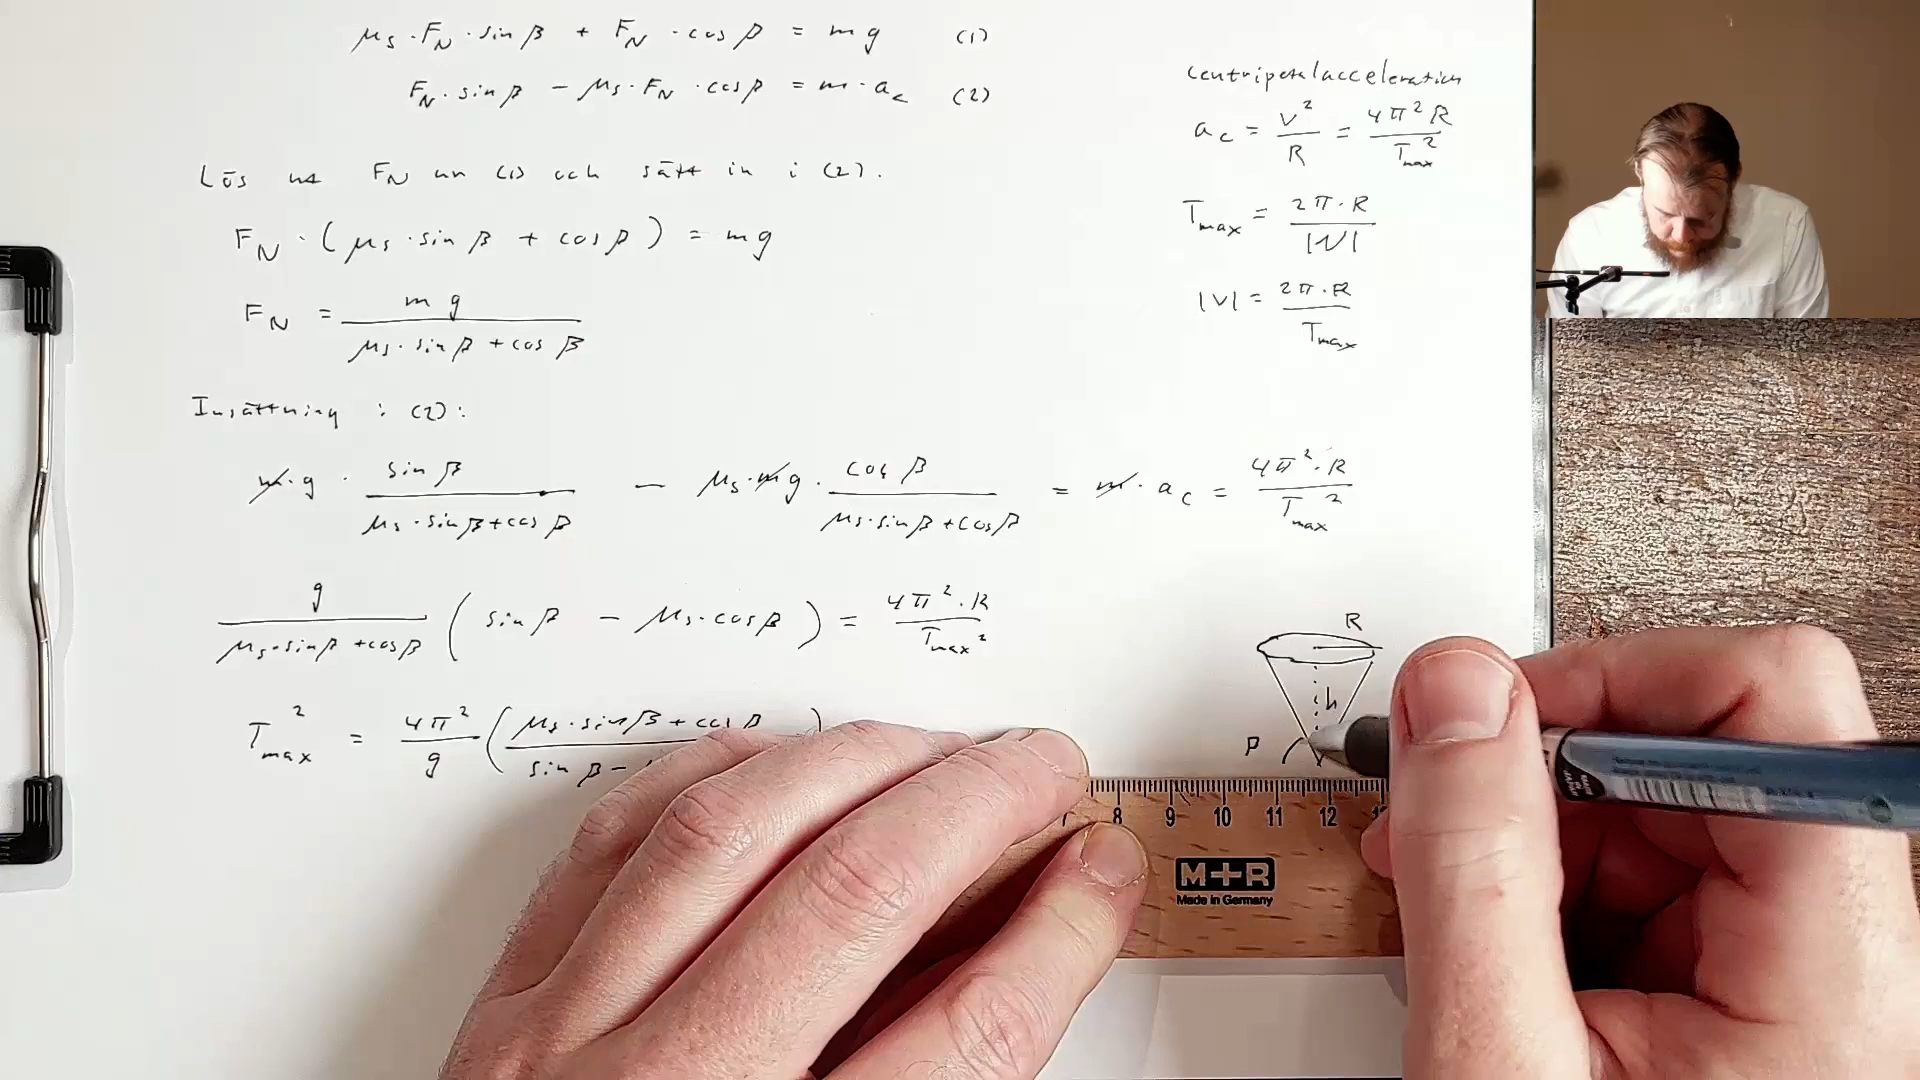 μs · FN · sin β + FN · cos β = mg (1)
FN · sin β − μs · FN · cos β = m · ac (2)
Lös ut FN ur (1) och sätt in i (2).
FN · (μs · sin β + cos β) = mg
FN = mg / (μs · sin β + cos β)
Insättning i (2):
m · g · sin β / (μs · sin β + cos β) − μs · mg · cos β / (μs · sin β + cos β) = m · ac = 4π² · R / Tmax²
g / (μs · sin β + cos β) (sin β − μs · cos β) = 4π² · R / Tmax²
Tmax² = 4π² / g (μs · sin β + cos β / sin β −
centripetalacceleration
ac = v² / R = 4π² R / Tmax²
Tmax = 2π · R / |v|
|v| = 2π · R / Tmax
R
h
β
8 9 10 11 12
M+R
Made in Germany